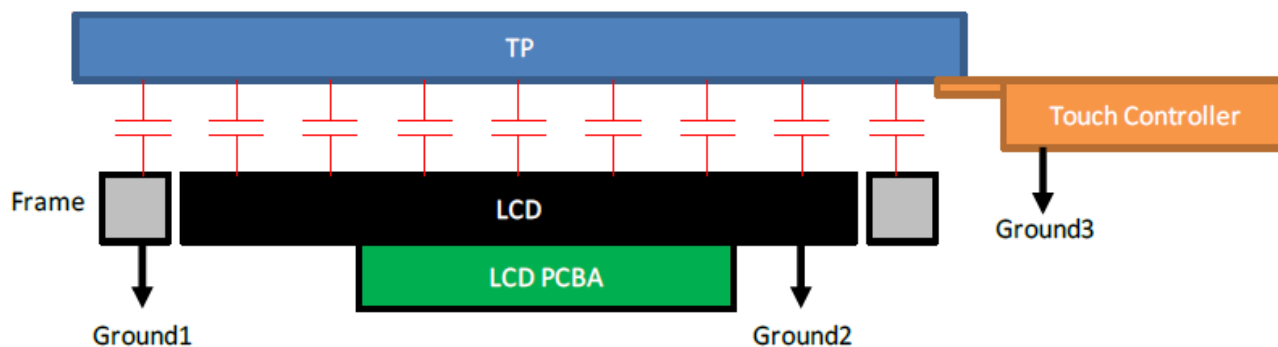 TP
Touch Controller
Frame
LCD
Ground3
LCD PCBA
Ground1
Ground2